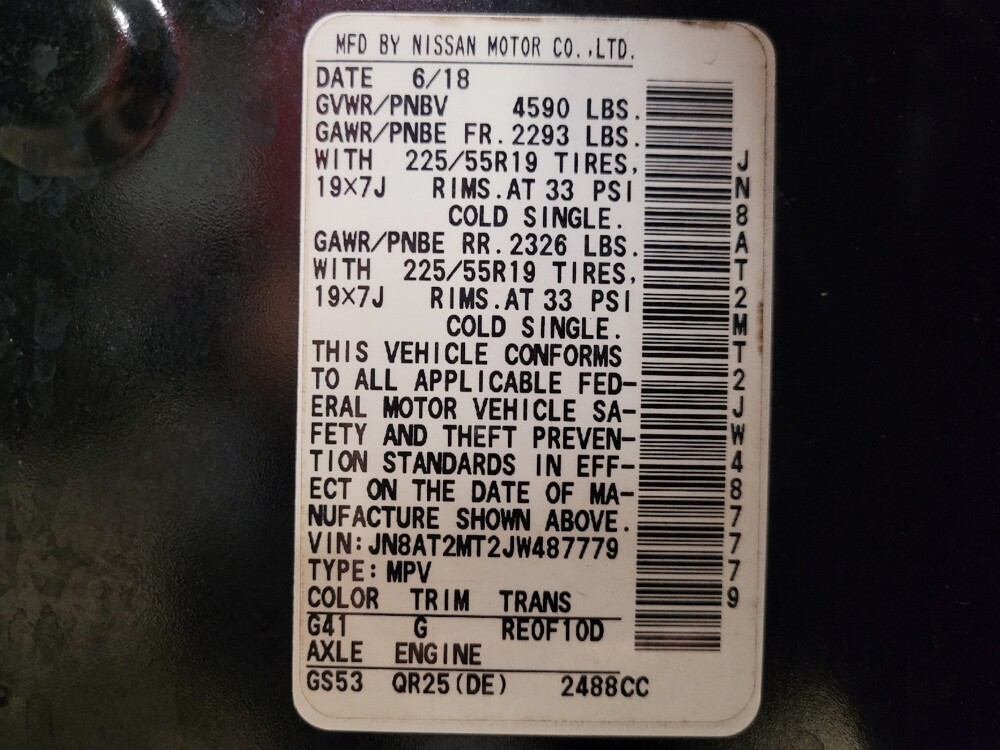 MFD BY NISSAN MOTOR CO.,LTD.
DATE 6/18
GVWR/PNBV 4590 LBS.
GAWR/PNBE FR.2293 LBS.
WITH 225/55R19 TIRES,
19×7J RIMS.AT 33 PSI
COLD SINGLE.
GAWR/PNBE RR.2326 LBS.
WITH 225/55R19 TIRES,
19×7J RIMS.AT 33 PSI
COLD SINGLE.
THIS VEHICLE CONFORMS
TO ALL APPLICABLE FED-
ERAL MOTOR VEHICLE SA-
FETY AND THEFT PREVEN-
TION STANDARDS IN EFF-
ECT ON THE DATE OF MA-
NUFACTURE SHOWN ABOVE.
VIN:JN8AT2MT2JW487779
TYPE:MPV
COLOR TRIM TRANS
G41 G RE0F10D
AXLE ENGINE
GS53 QR25(DE) 2488CC
JN8AT2MT2JW487779